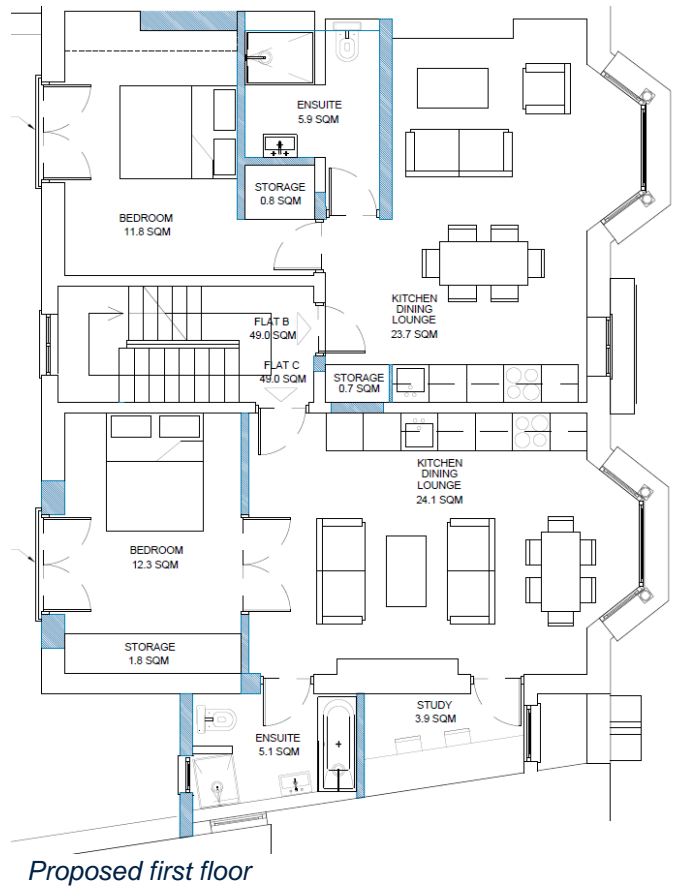 ENSUITE
5.9 SQM
STORAGE
0.8 SQM
BEDROOM
11.8 SQM
KITCHEN
DINING
LOUNGE
23.7 SQM
FLAT B
49.0 SQM
FLAT C
49.0 SQM
STORAGE
0.7 SQM
KITCHEN
DINING
LOUNGE
24.1 SQM
BEDROOM
12.3 SQM
STORAGE
1.8 SQM
STUDY
3.9 SQM
ENSUITE
5.1 SQM
Proposed first floor